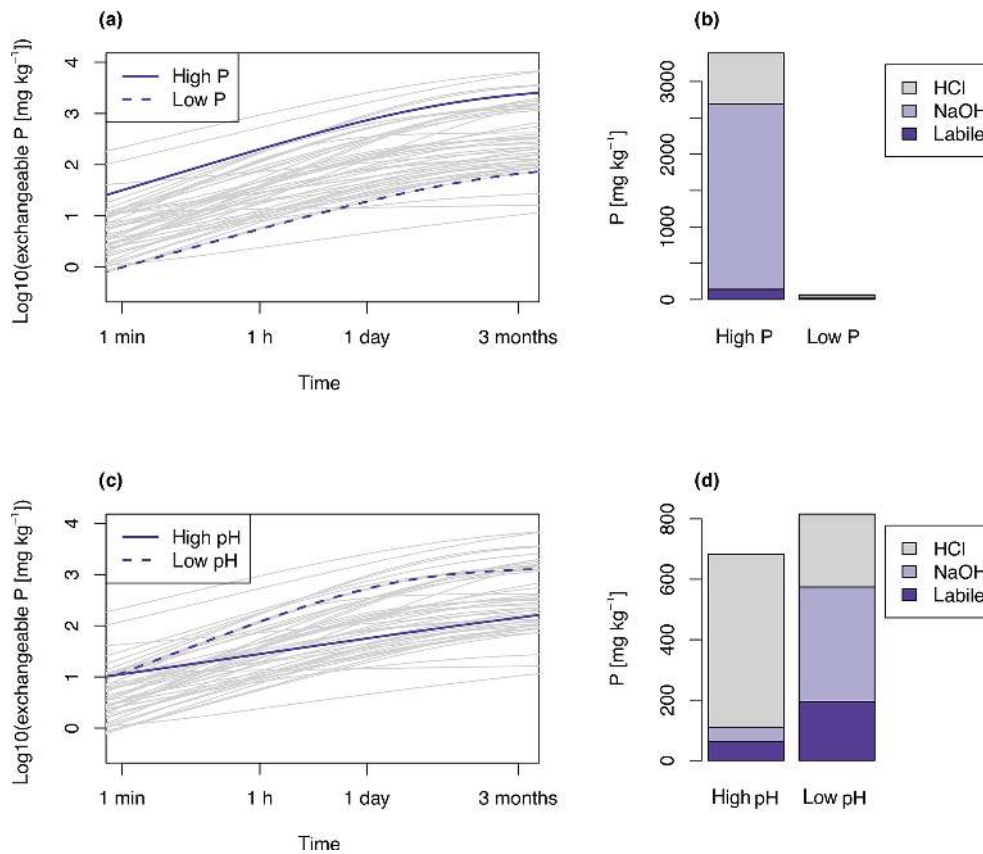 (a)
Log10(exchangeable P [mg kg⁻¹])
4
3
2
1
0
High P
Low P
1 min
1 h
1 day
3 months
Time
(b)
P [mg kg⁻¹]
3000
2000
1000
0
High P
Low P
HCl
NaOH
Labile
(c)
Log10(exchangeable P [mg kg⁻¹])
4
3
2
1
0
High pH
Low pH
1 min
1 h
1 day
3 months
Time
(d)
P [mg kg⁻¹]
800
600
400
200
0
High pH
Low pH
HCl
NaOH
Labile